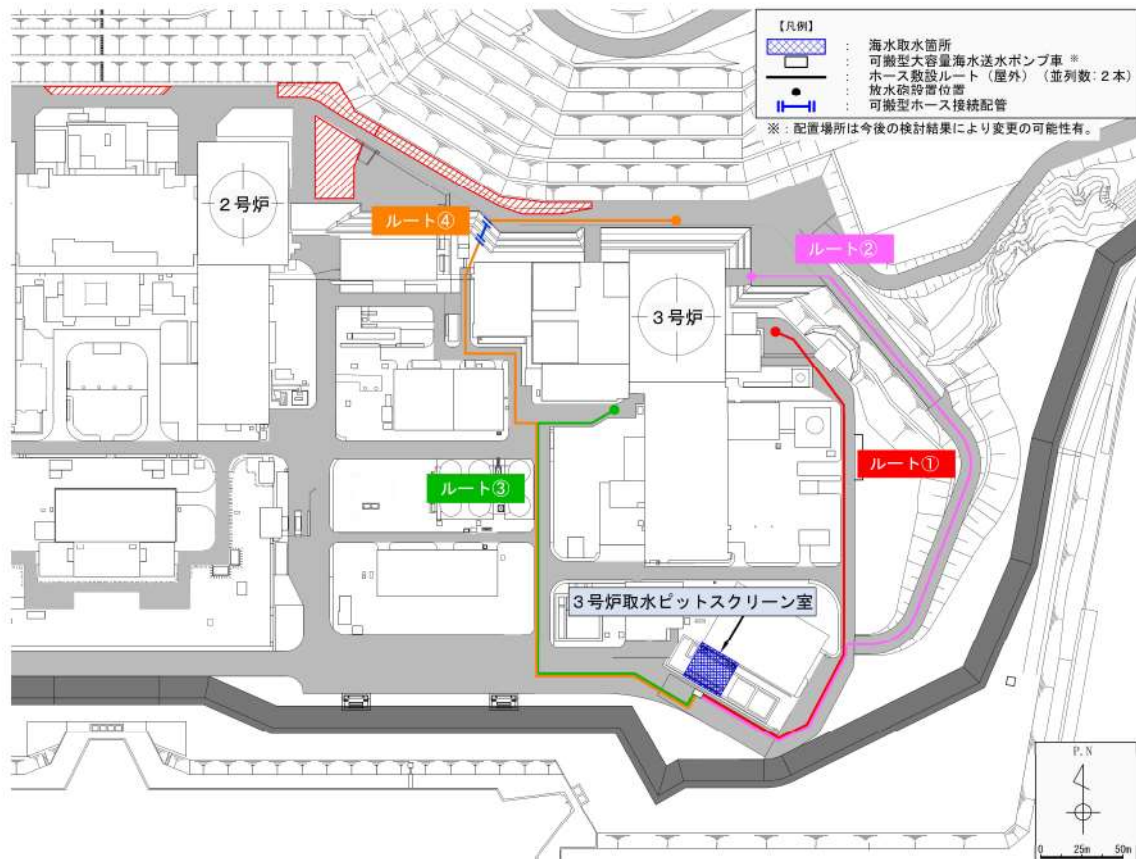 【凡例】
： 海水取水箇所
： 可搬型大容量海水送水ポンプ車 ※
： ホース敷設ルート（屋外）（並列数：２本）
： 放水砲設置位置
： 可搬型ホース接続配管
※：配置場所は今後の検討結果により変更の可能性有。
２号炉
ルート④
ルート②
３号炉
ルート①
ルート③
３号炉取水ピットスクリーン室
P.N
0 25m 50m